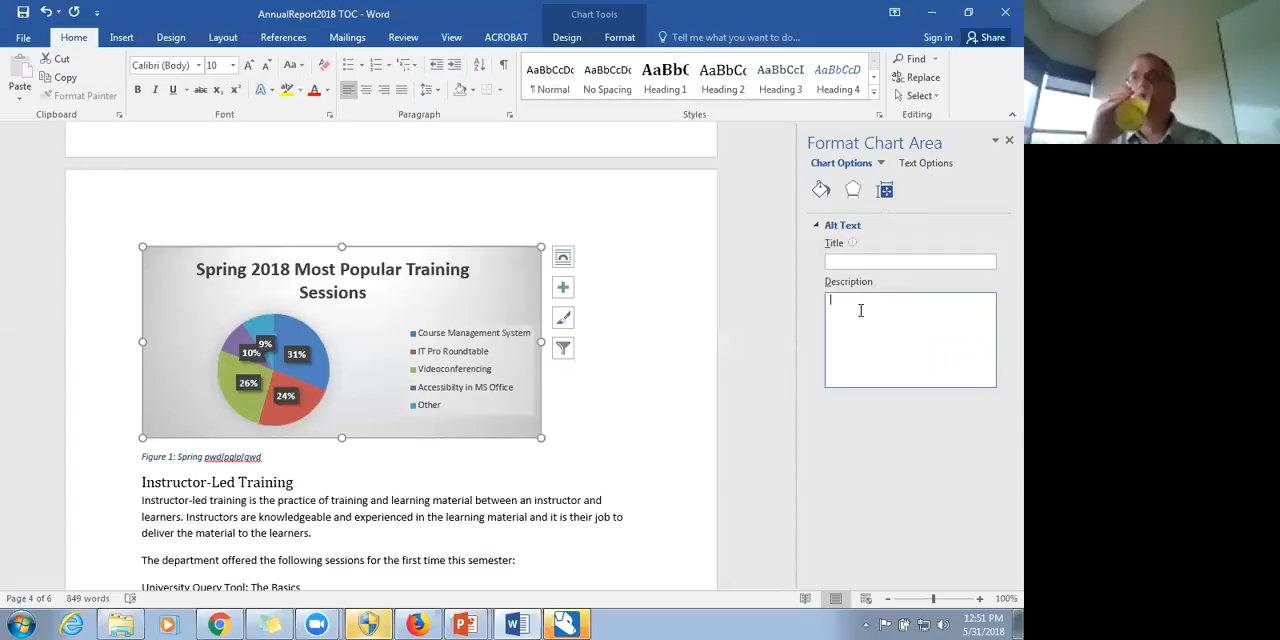 AnnualReport2018 TOC - Word
Chart Tools
File
Home
Insert
Design
Layout
References
Mailings
Review
View
ACROBAT
Design
Format
Tell me what you want to do...
Sign in
Share
Paste
Cut
Copy
Format Painter
Clipboard
Calibri (Body)
10
Font
Paragraph
AaBbCcDc
¶ Normal
AaBbCcDc
No Spacing
AaBbC
Heading 1
AaBbCc
Heading 2
AaBbCcI
Heading 3
AaBbCcD
Heading 4
Styles
Find
Replace
Select
Editing
Spring 2018 Most Popular Training
Sessions
31%
24%
26%
10%
9%
Course Management System
IT Pro Roundtable
Videoconferencing
Accessibilty in MS Office
Other
Figure 1: Spring pwd[pqlp[qwd
Instructor-Led Training
Instructor-led training is the practice of training and learning material between an instructor and
learners. Instructors are knowledgeable and experienced in the learning material and it is their job to
deliver the material to the learners.
The department offered the following sessions for the first time this semester:
University Query Tool: The Basics
Format Chart Area
Chart Options
Text Options
Alt Text
Title
Description
Page 4 of 6
849 words
100%
12:51 PM
5/31/2018